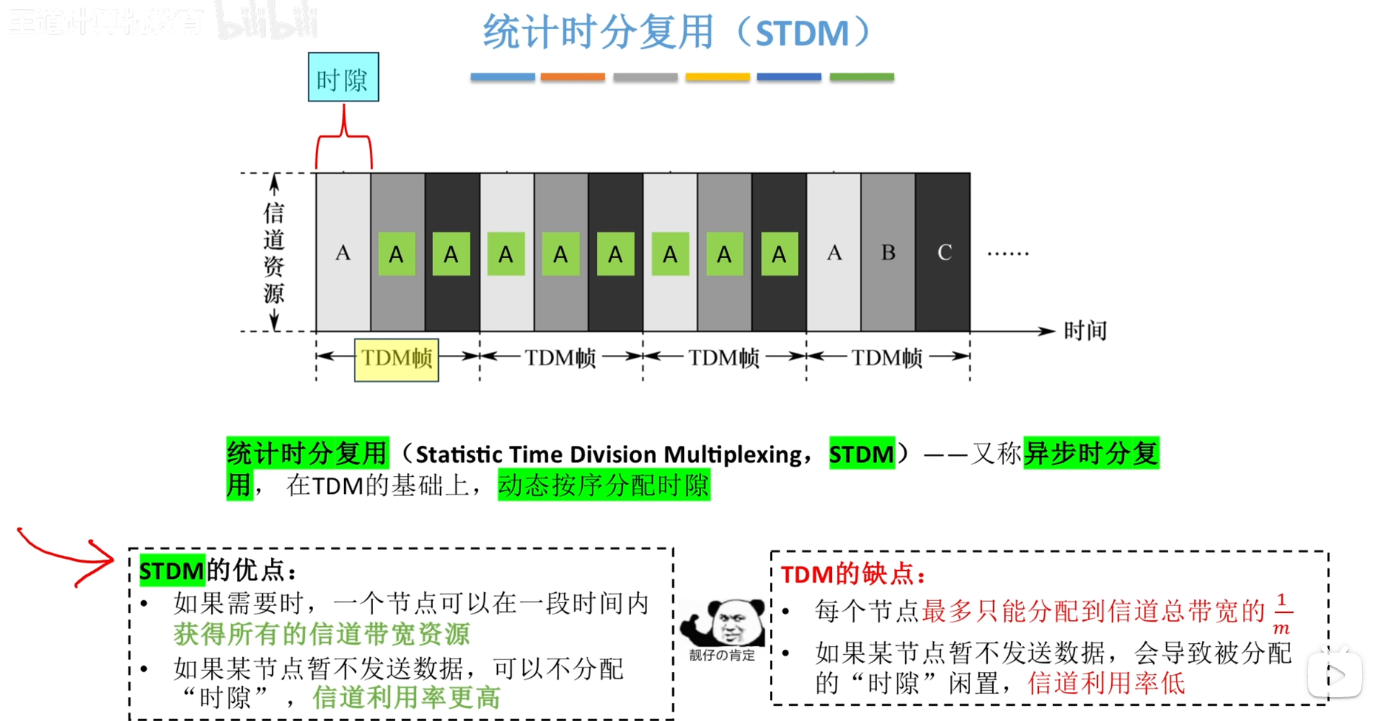 王道计算机教育 bilibili
统计时分复用（STDM）
时隙
信道资源
A A A A A A A A A A B C ……
时间
TDM帧 TDM帧 TDM帧 TDM帧
统计时分复用（Statistic Time Division Multiplexing，STDM）——又称异步时分复
用， 在TDM的基础上，动态按序分配时隙
STDM的优点：
• 如果需要时，一个节点可以在一段时间内
获得所有的信道带宽资源
• 如果某节点暂不发送数据，可以不分配
“时隙”，信道利用率更高
靓仔の肯定
TDM的缺点：
• 每个节点最多只能分配到信道总带宽的 1/m
• 如果某节点暂不发送数据，会导致被分配
的“时隙”闲置，信道利用率低